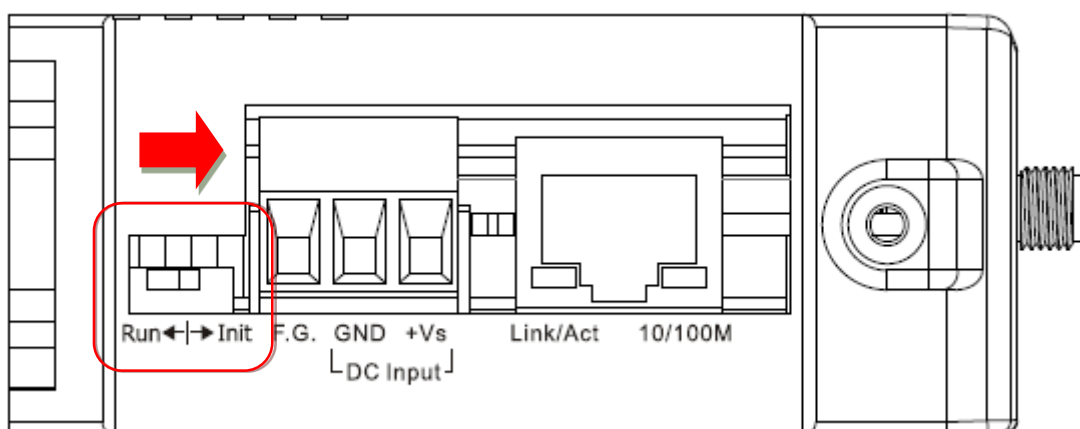 Run←|→Init F.G. GND +Vs Link/Act 10/100M
DC Input